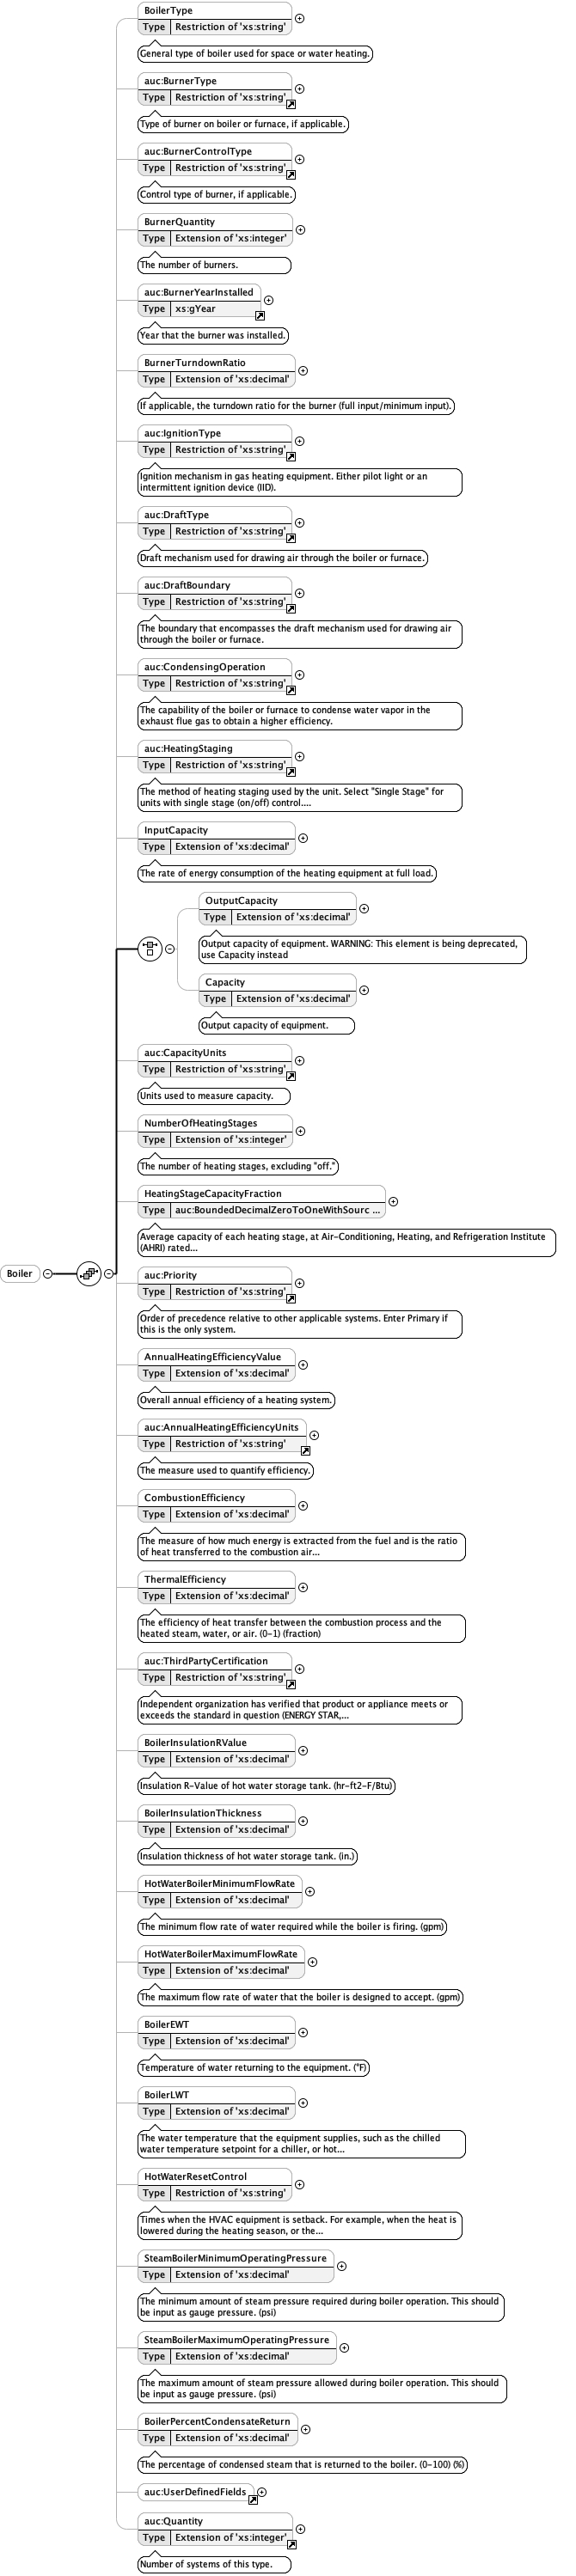 BoilerType
Type Restriction of 'xs:string'
General type of boiler used for space or water heating.
auc:BurnerType
Type Restriction of 'xs:string'
Type of burner on boiler or furnace, if applicable.
auc:BurnerControlType
Type Restriction of 'xs:string'
Control type of burner, if applicable.
BurnerQuantity
Type Extension of 'xs:integer'
The number of burners.
auc:BurnerYearInstalled
Type xs:gYear
Year that the burner was installed.
BurnerTurndownRatio
Type Extension of 'xs:decimal'
If applicable, the turndown ratio for the burner (full input/minimum input).
auc:IgnitionType
Type Restriction of 'xs:string'
Ignition mechanism in gas heating equipment. Either pilot light or an
intermittent ignition device (IID).
auc:DraftType
Type Restriction of 'xs:string'
Draft mechanism used for drawing air through the boiler or furnace.
auc:DraftBoundary
Type Restriction of 'xs:string'
The boundary that encompasses the draft mechanism used for drawing air
through the boiler or furnace.
auc:CondensingOperation
Type Restriction of 'xs:string'
The capability of the boiler or furnace to condense water vapor in the
exhaust flue gas to obtain a higher efficiency.
auc:HeatingStaging
Type Restriction of 'xs:string'
The method of heating staging used by the unit. Select "Single Stage" for
units with single stage (on/off) control....
InputCapacity
Type Extension of 'xs:decimal'
The rate of energy consumption of the heating equipment at full load.
OutputCapacity
Type Extension of 'xs:decimal'
Output capacity of equipment. WARNING: This element is being deprecated,
use Capacity instead
Capacity
Type Extension of 'xs:decimal'
Output capacity of equipment.
auc:CapacityUnits
Type Restriction of 'xs:string'
Units used to measure capacity.
NumberOfHeatingStages
Type Extension of 'xs:integer'
The number of heating stages, excluding "off."
HeatingStageCapacityFraction
Type auc:BoundedDecimalZeroToOneWithSourc ...
Average capacity of each heating stage, at Air-Conditioning, Heating, and Refrigeration Institute
(AHRI) rated...
Boiler
auc:Priority
Type Restriction of 'xs:string'
Order of precedence relative to other applicable systems. Enter Primary if
this is the only system.
AnnualHeatingEfficiencyValue
Type Extension of 'xs:decimal'
Overall annual efficiency of a heating system.
auc:AnnualHeatingEfficiencyUnits
Type Restriction of 'xs:string'
The measure used to quantify efficiency.
CombustionEfficiency
Type Extension of 'xs:decimal'
The measure of how much energy is extracted from the fuel and is the ratio
of heat transferred to the combustion air...
ThermalEfficiency
Type Extension of 'xs:decimal'
The efficiency of heat transfer between the combustion process and the
heated steam, water, or air. (0-1) (fraction)
auc:ThirdPartyCertification
Type Restriction of 'xs:string'
Independent organization has verified that product or appliance meets or
exceeds the standard in question (ENERGY STAR,...
BoilerInsulationRValue
Type Extension of 'xs:decimal'
Insulation R-Value of hot water storage tank. (hr-ft2-F/Btu)
BoilerInsulationThickness
Type Extension of 'xs:decimal'
Insulation thickness of hot water storage tank. (in.)
HotWaterBoilerMinimumFlowRate
Type Extension of 'xs:decimal'
The minimum flow rate of water required while the boiler is firing. (gpm)
HotWaterBoilerMaximumFlowRate
Type Extension of 'xs:decimal'
The maximum flow rate of water that the boiler is designed to accept. (gpm)
BoilerEWT
Type Extension of 'xs:decimal'
Temperature of water returning to the equipment. (°F)
BoilerLWT
Type Extension of 'xs:decimal'
The water temperature that the equipment supplies, such as the chilled
water temperature setpoint for a chiller, or hot...
HotWaterResetControl
Type Restriction of 'xs:string'
Times when the HVAC equipment is setback. For example, when the heat is
lowered during the heating season, or the...
SteamBoilerMinimumOperatingPressure
Type Extension of 'xs:decimal'
The minimum amount of steam pressure required during boiler operation. This should
be input as gauge pressure. (psi)
SteamBoilerMaximumOperatingPressure
Type Extension of 'xs:decimal'
The maximum amount of steam pressure allowed during boiler operation. This should
be input as gauge pressure. (psi)
BoilerPercentCondensateReturn
Type Extension of 'xs:decimal'
The percentage of condensed steam that is returned to the boiler. (0-100) (%)
auc:UserDefinedFields
auc:Quantity
Type Extension of 'xs:integer'
Number of systems of this type.